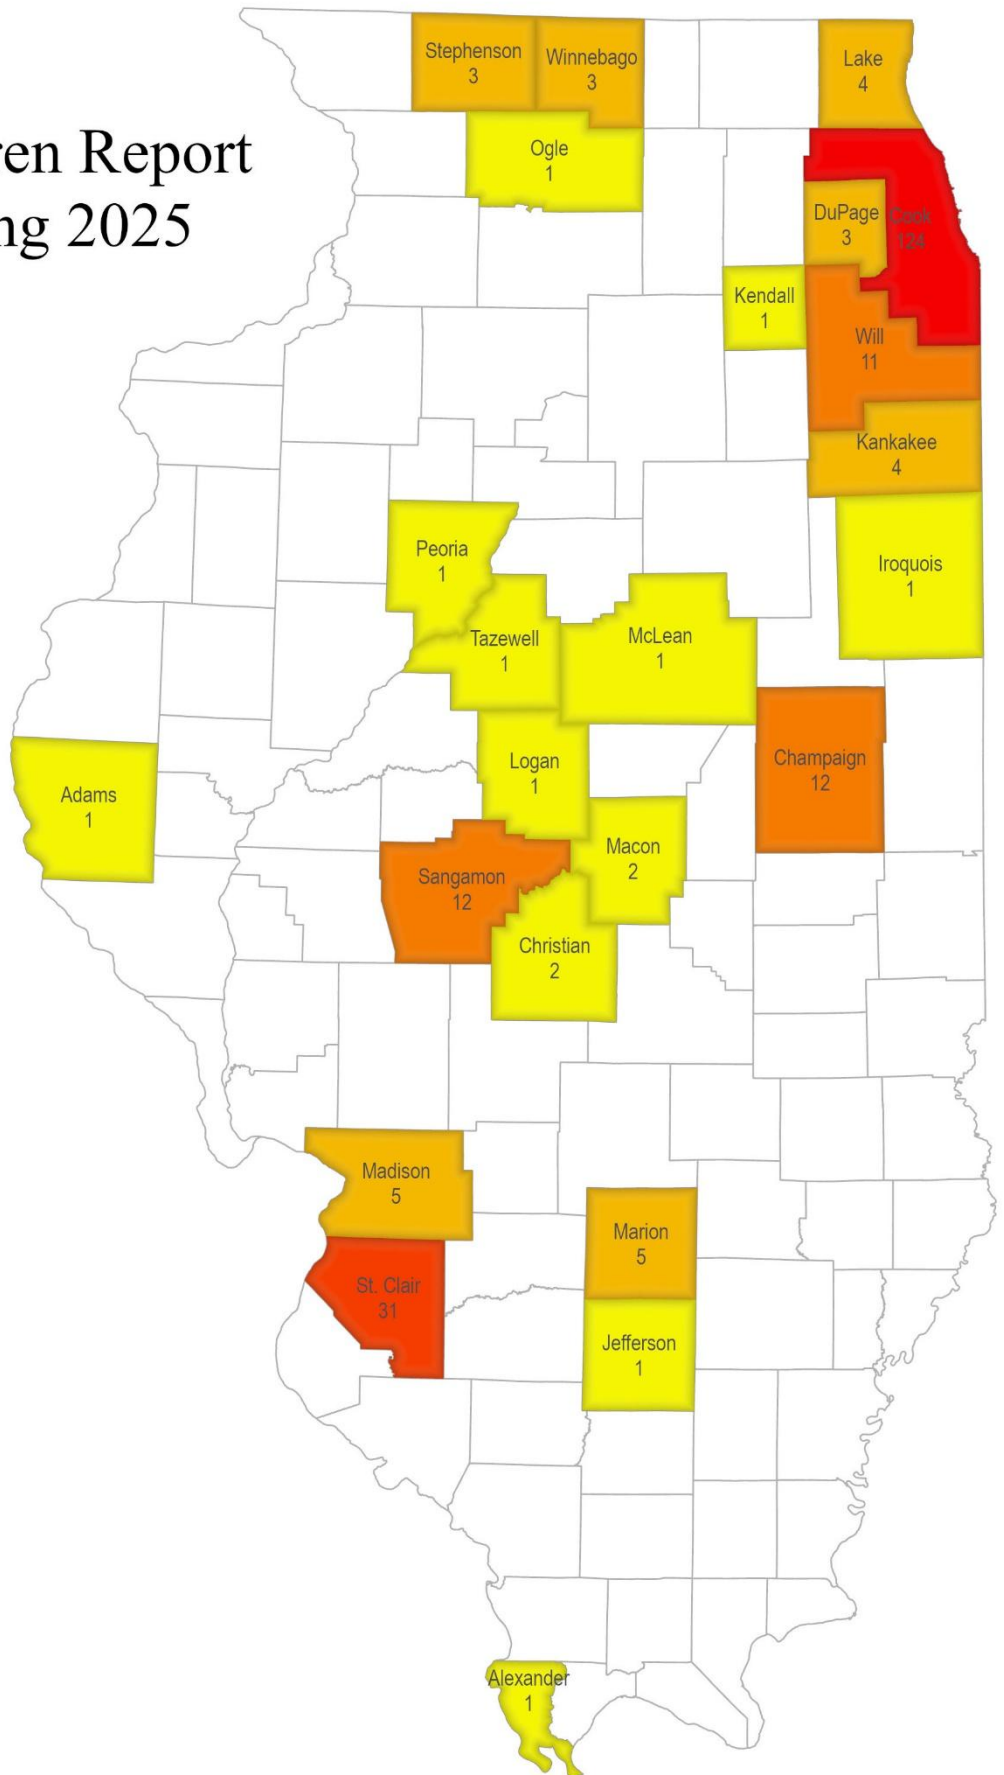 Stephenson
3
Winnebago
3
Lake
4
ren Report
ng 2025
Ogle
1
DuPage
3
Cook
124
Kendall
1
Will
11
Kankakee
4
Peoria
1
Iroquois
1
Tazewell
1
McLean
1
Logan
1
Champaign
12
Adams
1
Macon
2
Sangamon
12
Christian
2
Madison
5
Marion
5
St. Clair
31
Jefferson
1
Alexander
1